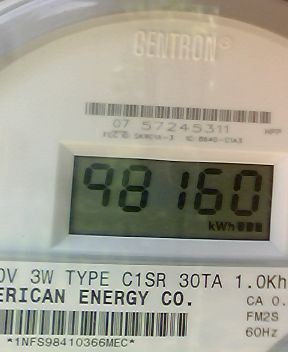 CENTRON®
07 57245311
98160
kWh
0V 3W TYPE C1SR 30TA 1.0Kh
ERICAN ENERGY CO.
CA 0.
FM2S
60Hz
*1NFS98410366MEC*